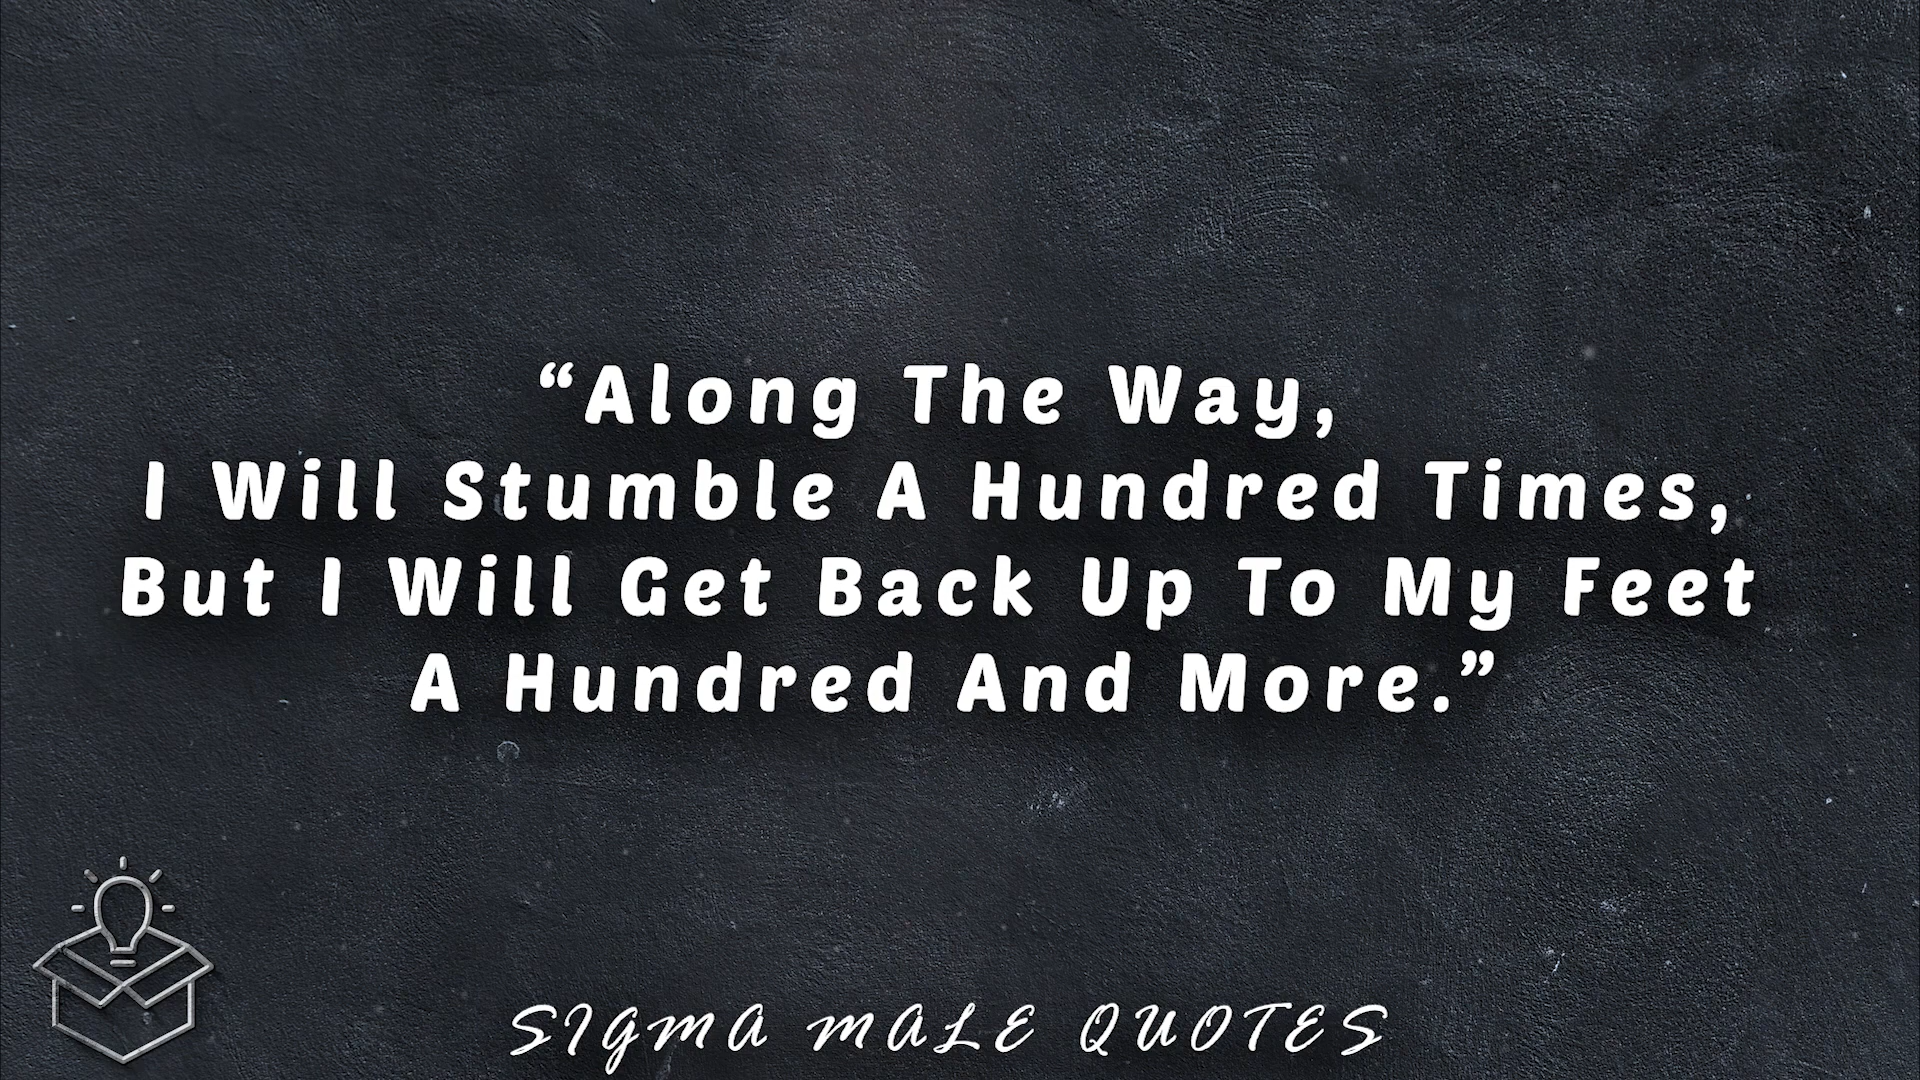 “Along The Way,
I Will Stumble A Hundred Times,
But I Will Get Back Up To My Feet
A Hundred And More.”
SIGMA MALE QUOTES